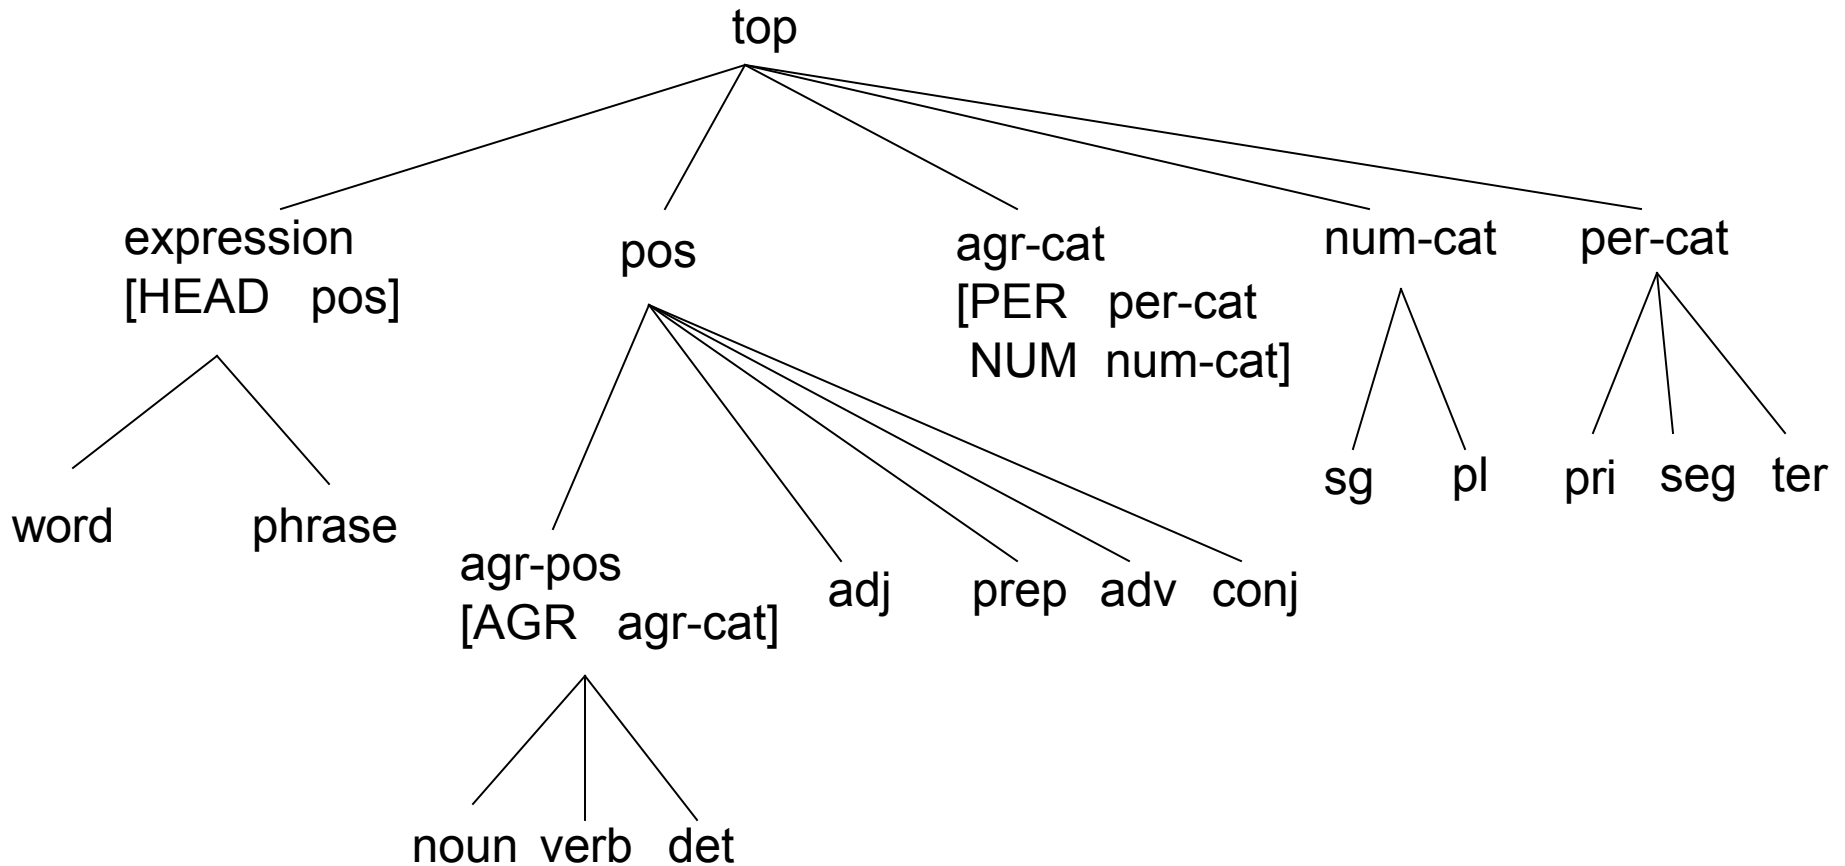 top
expression
[HEAD pos]
pos
agr-cat
[PER per-cat
NUM num-cat]
num-cat
per-cat
word
phrase
agr-pos
[AGR agr-cat]
adj
prep
adv
conj
sg
pl
pri
seg
ter
noun
verb
det